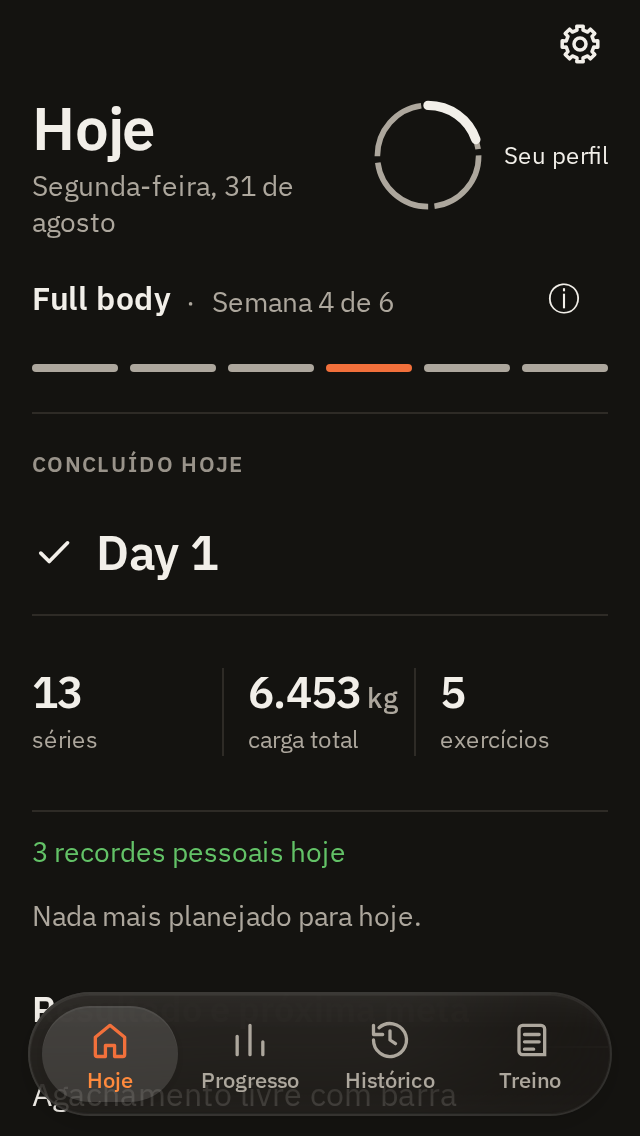 Hoje
Segunda-feira, 31 de
agosto
Seu perfil
Full body · Semana 4 de 6
CONCLUÍDO HOJE
Day 1
13
séries
6.453 kg
carga total
5
exercícios
3 recordes pessoais hoje
Nada mais planejado para hoje.
Agachamento livre com barra
Hoje
Progresso
Histórico
Treino